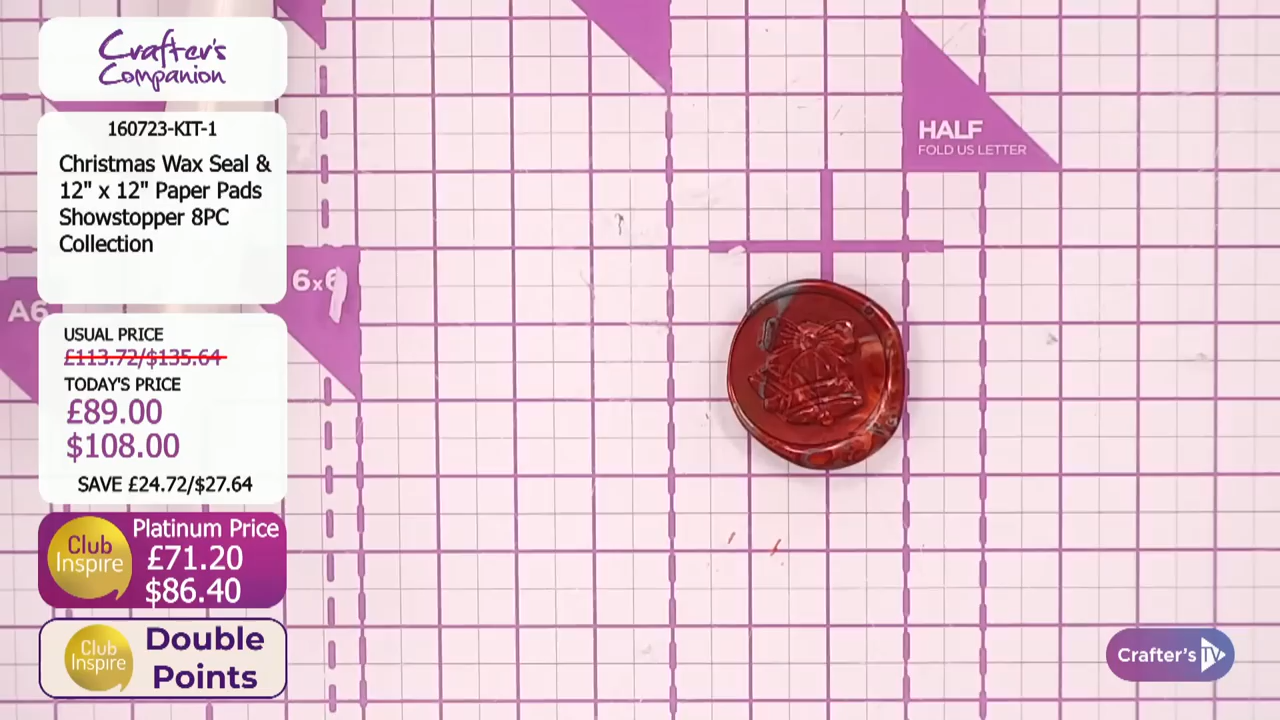 Crafter's
Companion
160723-KIT-1
Christmas Wax Seal &
12" x 12" Paper Pads
Showstopper 8PC
Collection
USUAL PRICE
£113.72/$135.64
TODAY'S PRICE
£89.00
$108.00
SAVE £24.72/$27.64
Club
Inspire
Platinum Price
£71.20
$86.40
Club
Inspire
Double
Points
A6
6x6
HALF
FOLD US LETTER
Crafter's TV